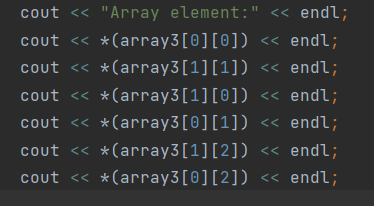 cout << "Array element:" << endl;
cout << *(array3[0][0]) << endl;
cout << *(array3[1][1]) << endl;
cout << *(array3[1][0]) << endl;
cout << *(array3[0][1]) << endl;
cout << *(array3[1][2]) << endl;
cout << *(array3[0][2]) << endl;